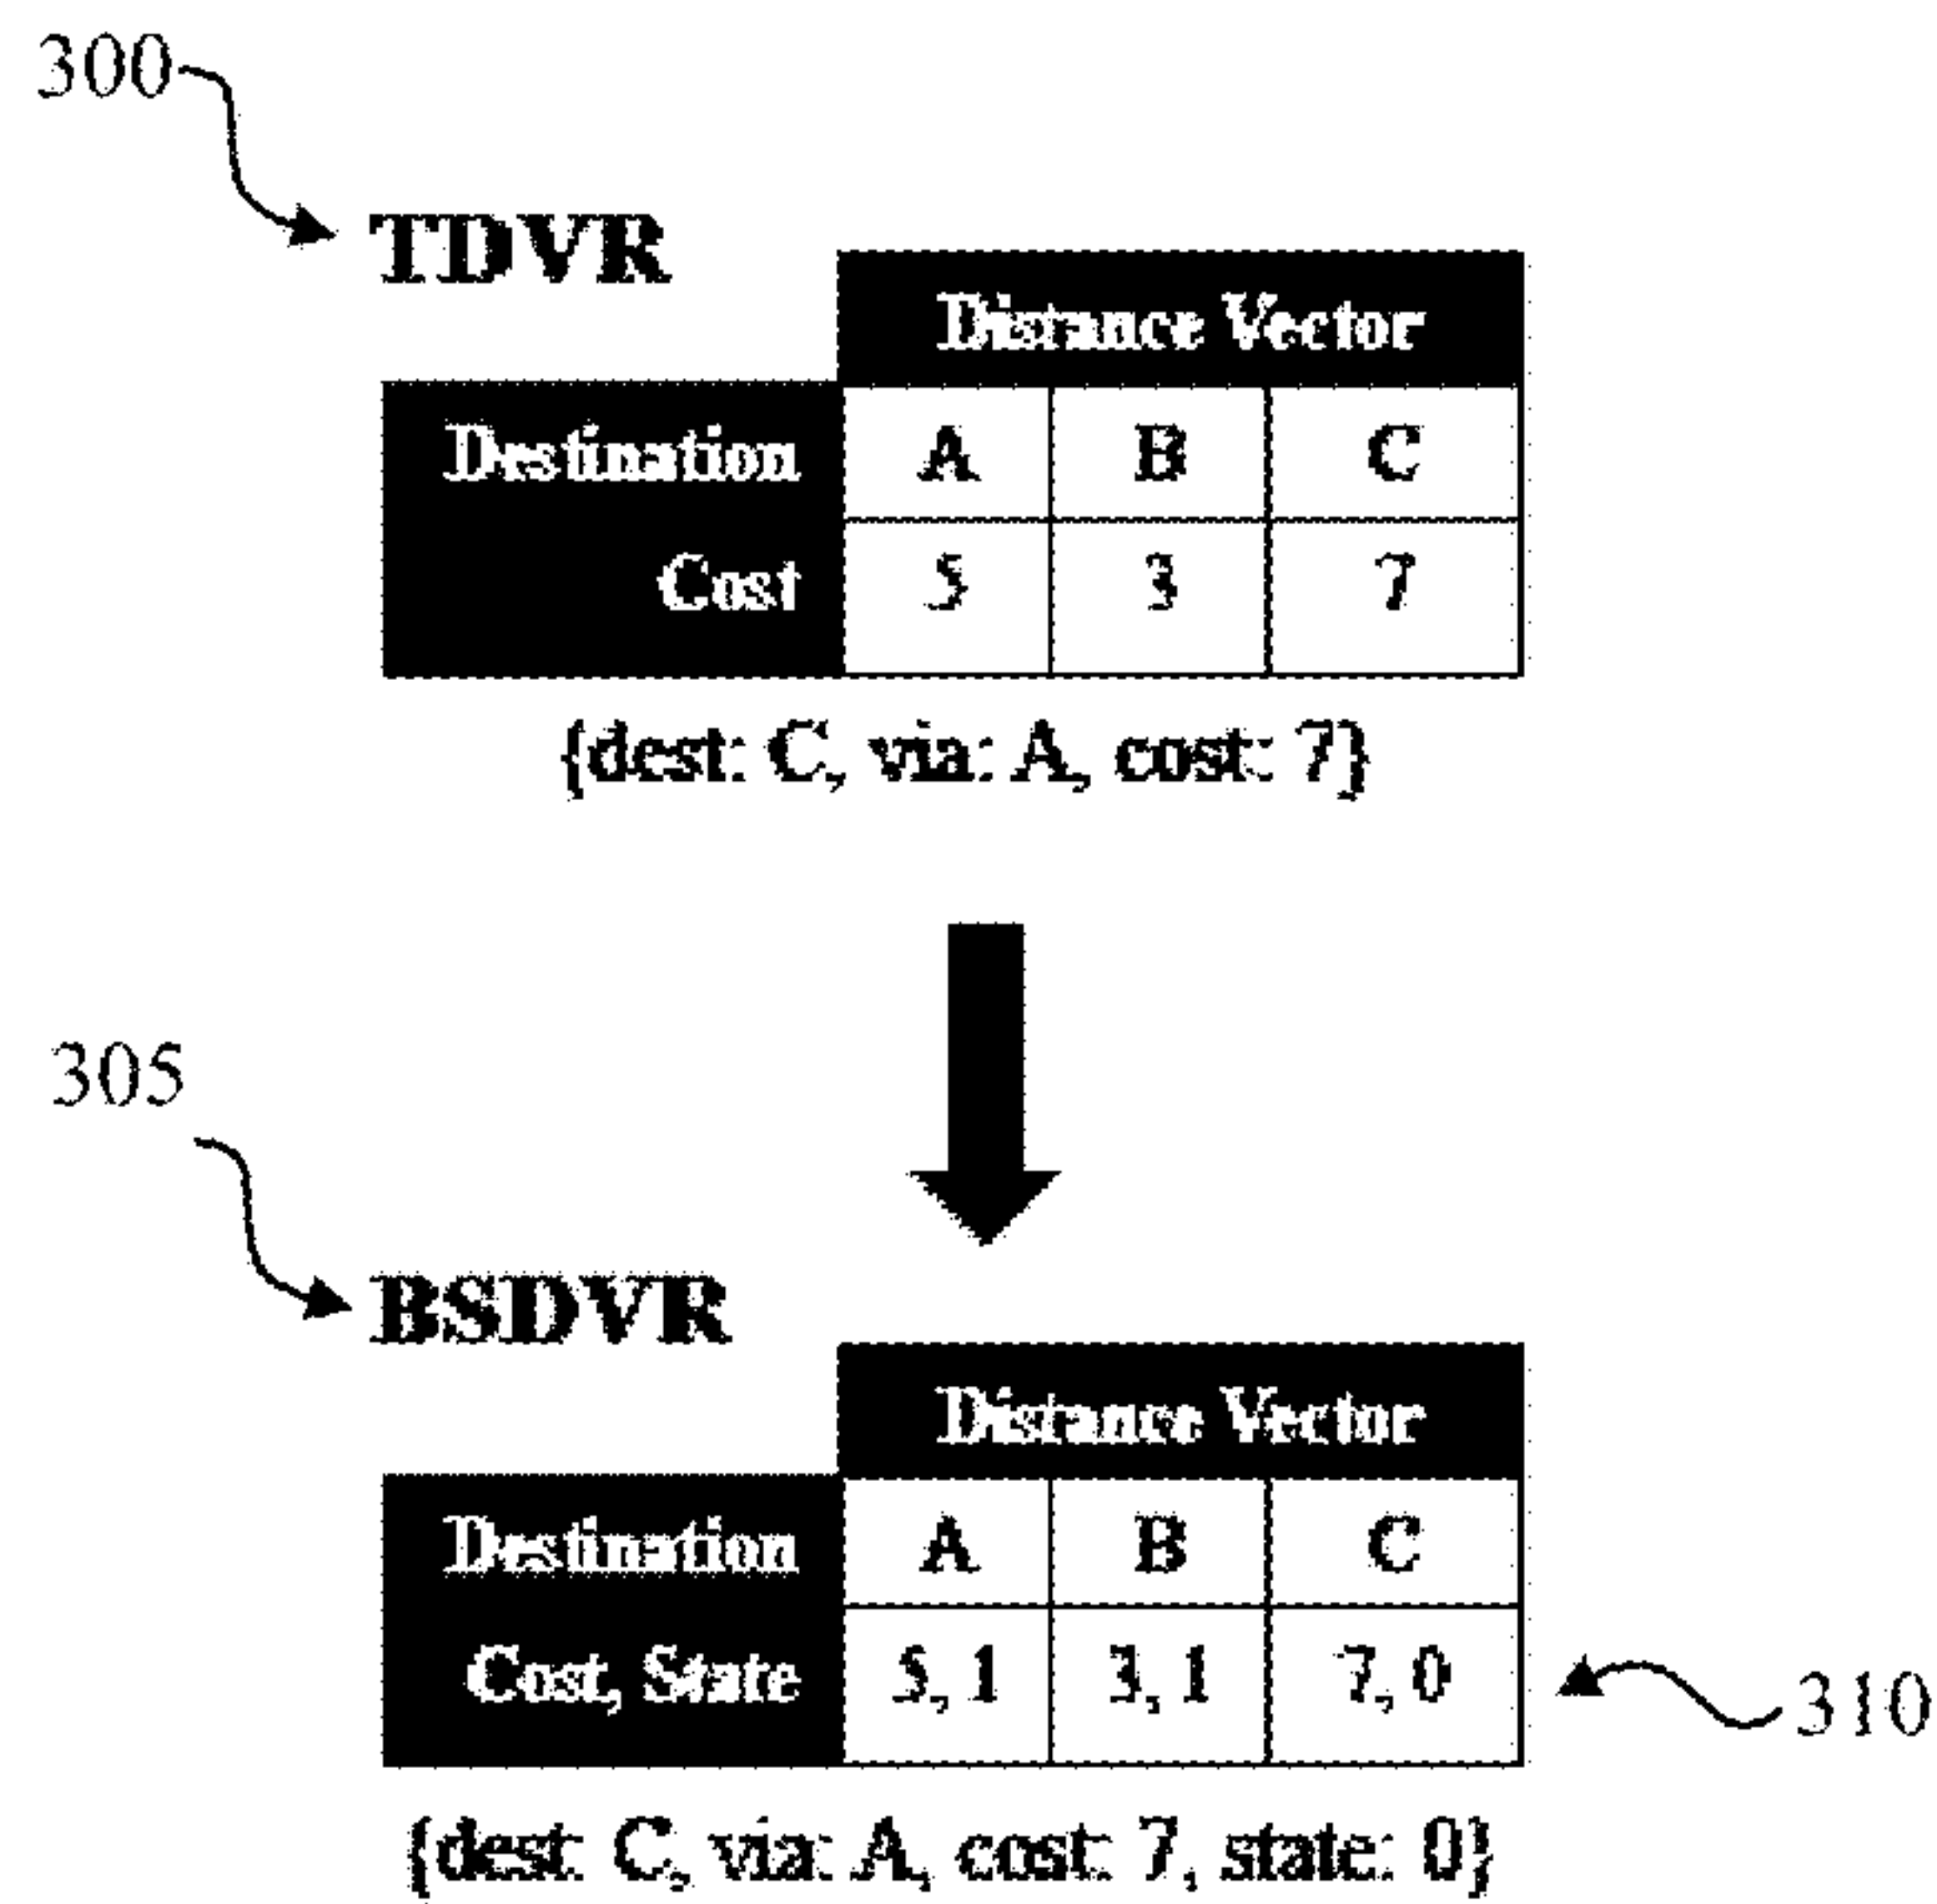 300
TDVR
Distance Vector
Destination A B C
Cost 5 3 7
{dest: C, via: A, cost: 7}
305
BSDVR
Distance Vector
Destination A B C
Cost, State 5, 1 3, 1 7, 0
310
{dest: C, via: A, cost: 7, state: 0}